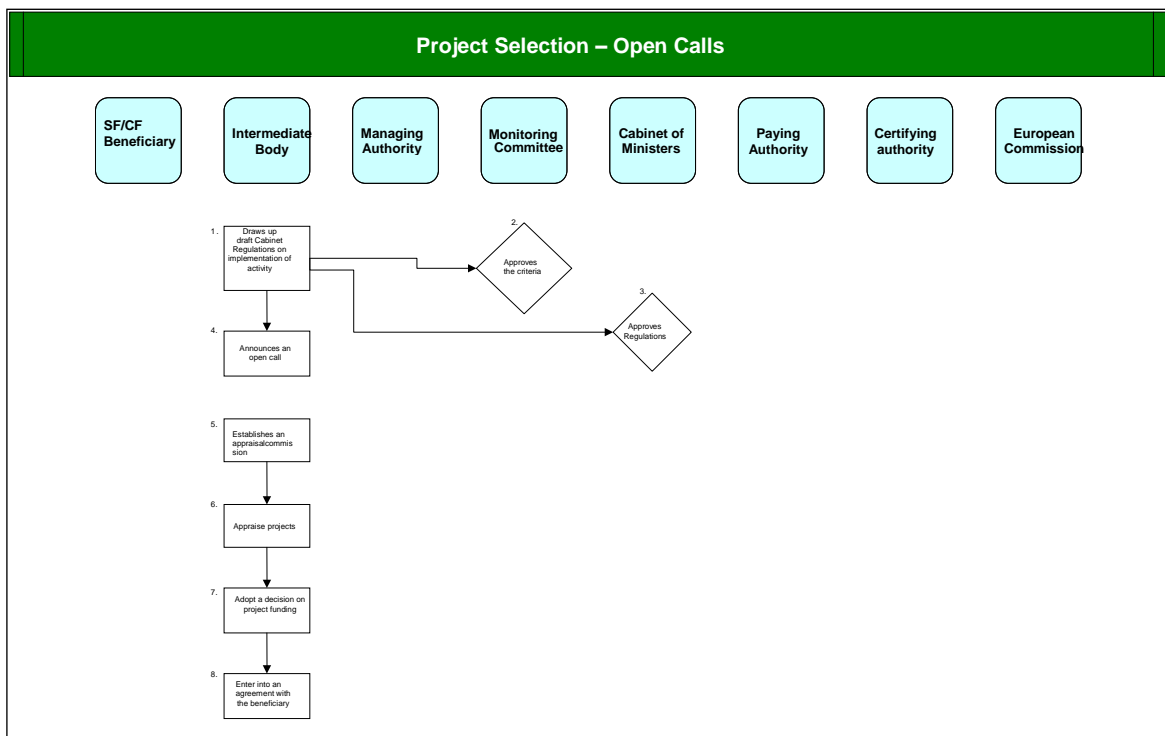 Project Selection – Open Calls
SF/CF
Beneficiary
Intermediate
Body
Managing
Authority
Monitoring
Committee
Cabinet of
Ministers
Paying
Authority
Certifying
authority
European
Commission
1.
Draws up
draft Cabinet
Regulations on
implementation of
activity
2.
Approves
the criteria
3.
Approves
Regulations
4.
Announces an
open call
5.
Establishes an
appraisalcommis
sion
6.
Appraise projects
7.
Adopt a decision on
project funding
8.
Enter into an
agreement with
the beneficiary